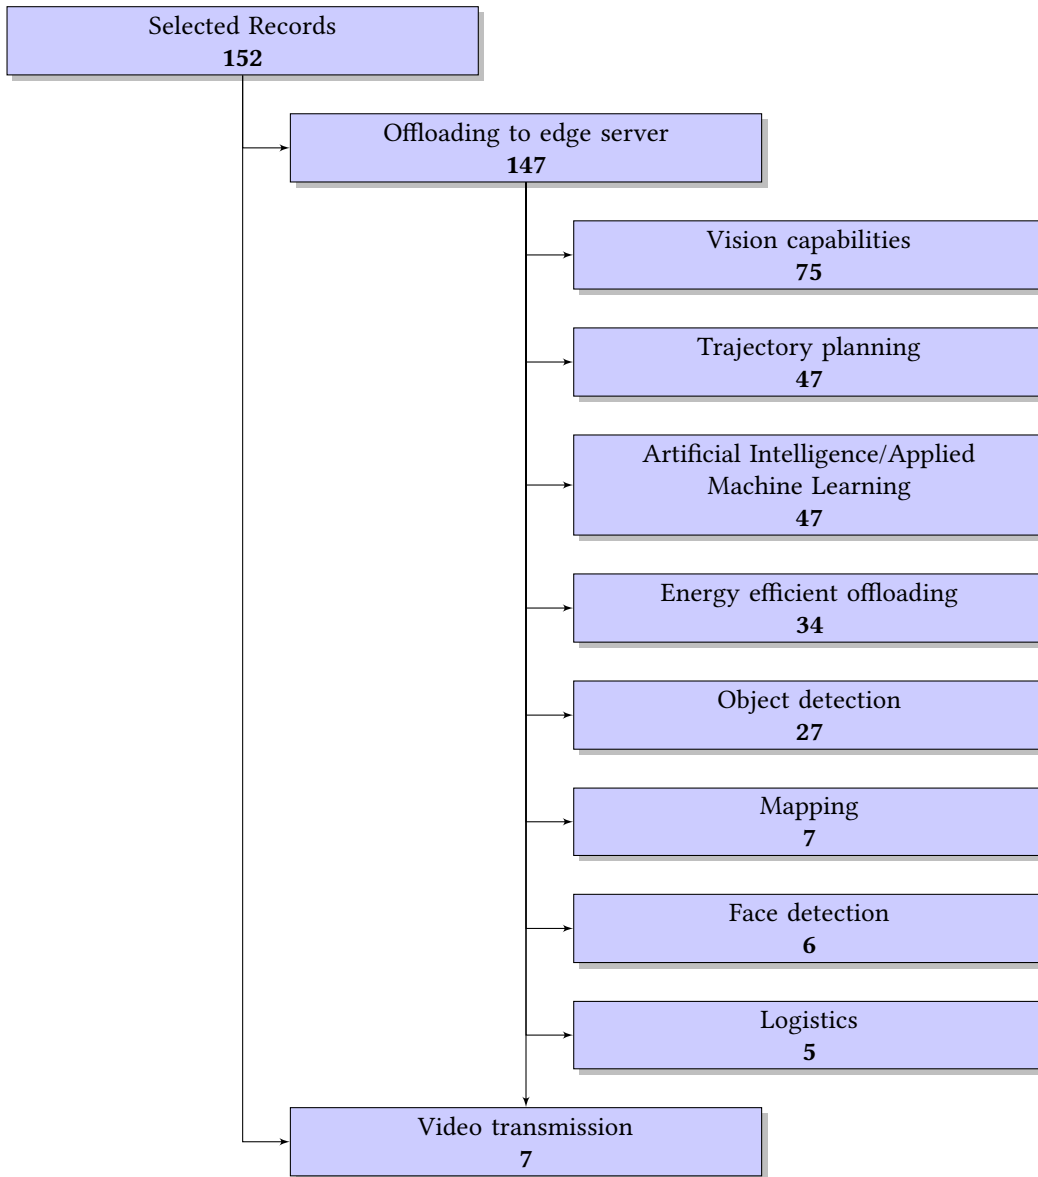 Selected Records
152
Offloading to edge server
147
Vision capabilities
75
Trajectory planning
47
Artificial Intelligence/Applied
Machine Learning
47
Energy efficient offloading
34
Object detection
27
Mapping
7
Face detection
6
Logistics
5
Video transmission
7